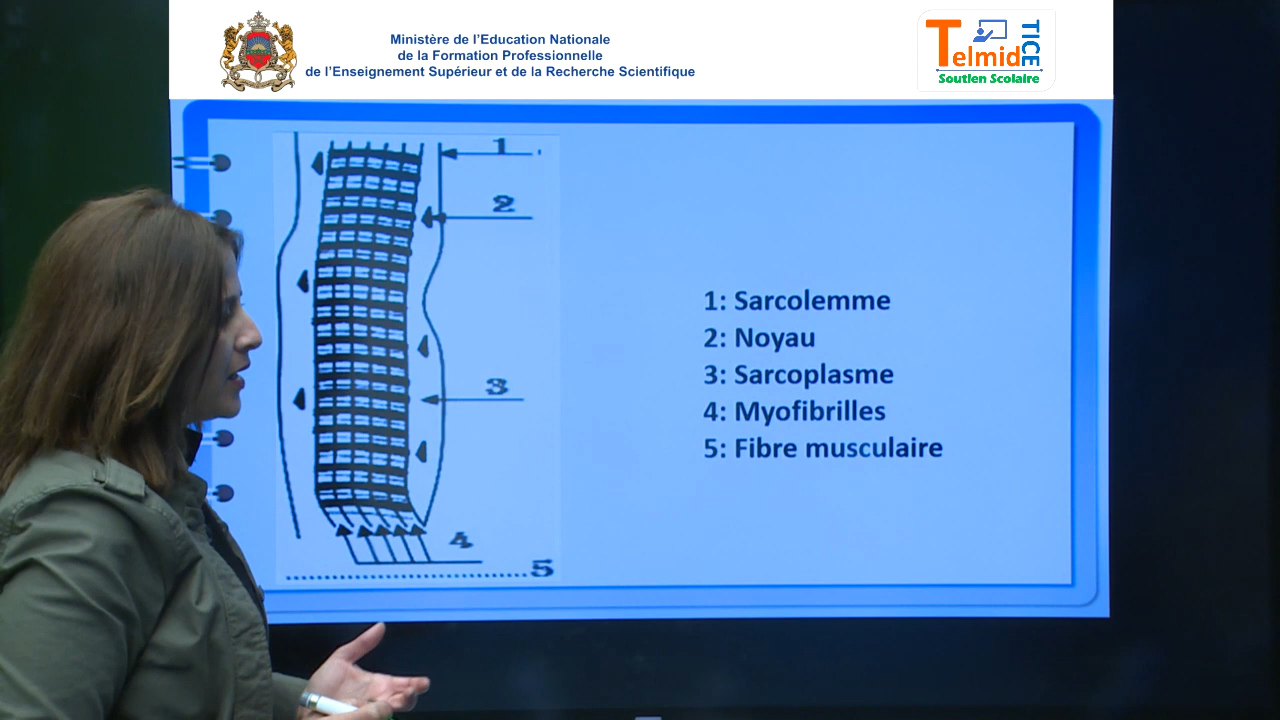 Ministère de l'Education Nationale
de la Formation Professionnelle
de l'Enseignement Supérieur et de la Recherche Scientifique
Telmid TICE
Soutien Scolaire
1
2
3
4
5
1: Sarcolemme
2: Noyau
3: Sarcoplasme
4: Myofibrilles
5: Fibre musculaire